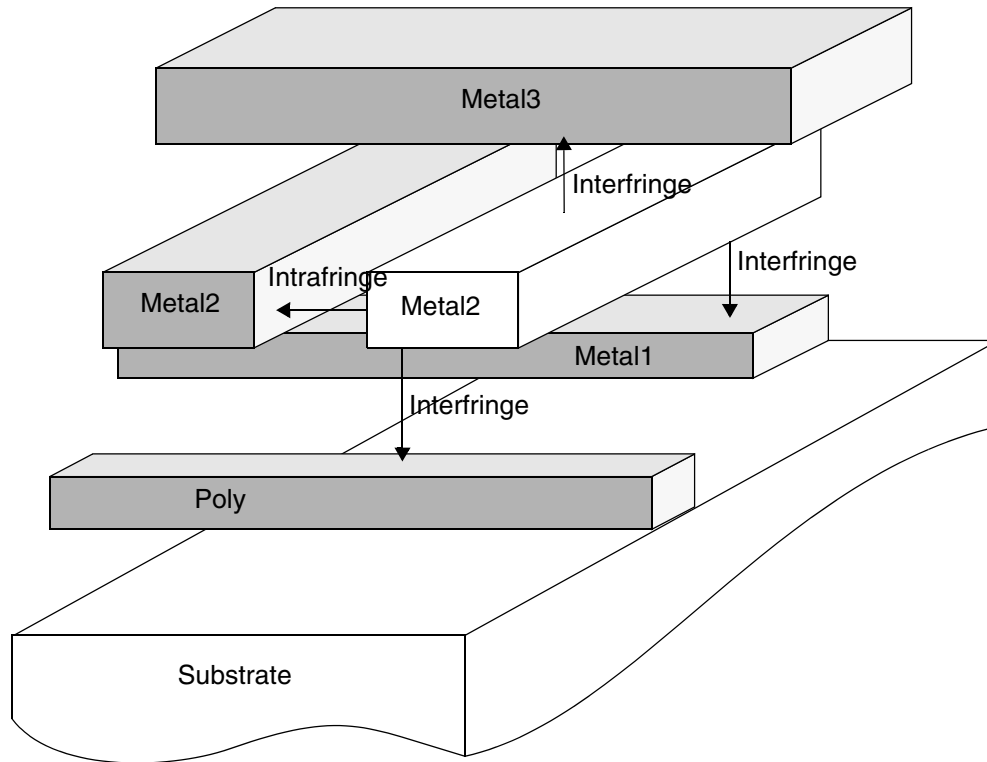 Metal3
Interfringe
Intrafringe
Interfringe
Metal2
Metal2
Metal1
Interfringe
Poly
Substrate